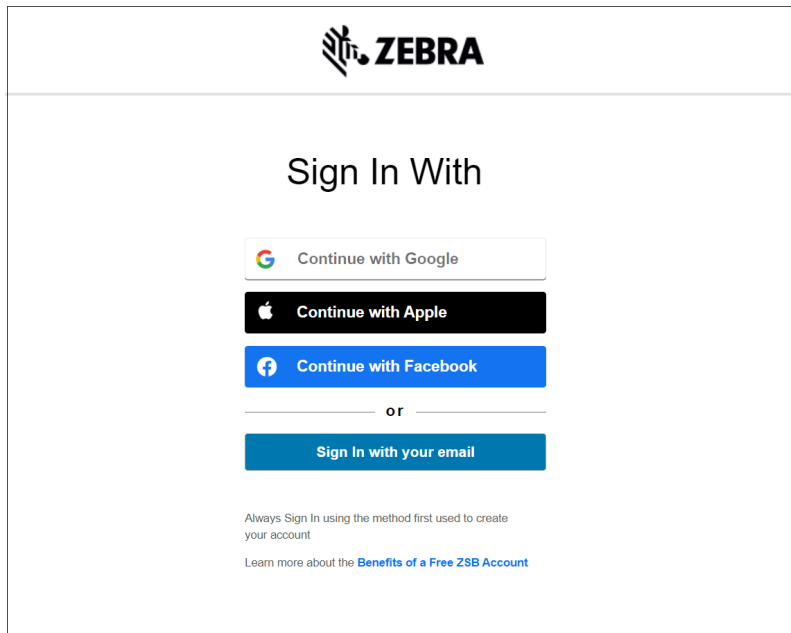 ZEBRA
Sign In With
Continue with Google
Continue with Apple
Continue with Facebook
or
Sign In with your email
Always Sign In using the method first used to create
your account
Learn more about the Benefits of a Free ZSB Account